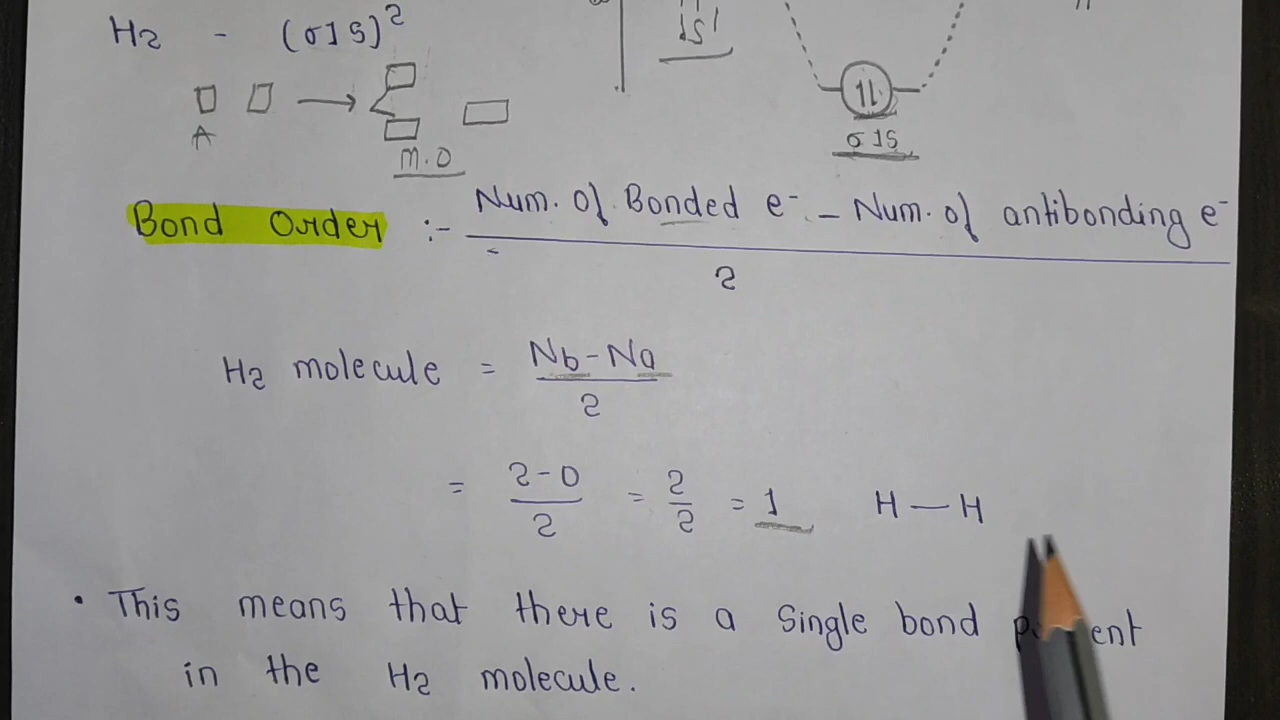 H2 - (σ1s)²
1s¹
A
M.O
σ1s
Bond Order :- Num. of Bonded e⁻ - Num. of antibonding e⁻
2
H2 molecule = Nb-Na
2
= 2-0 = 2 = 1 H-H
2 2
• This means that there is a single bond
in the H2 molecule.